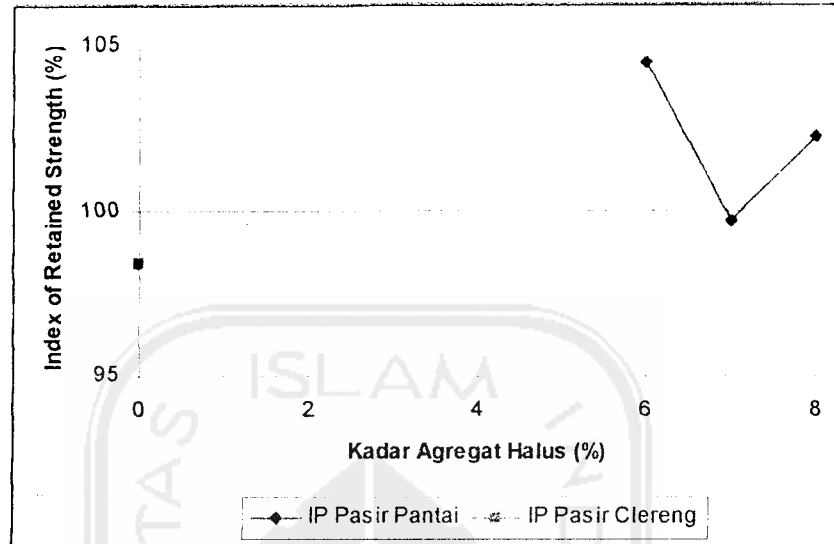 Index of Retained Strength (%)
105
100
95
0 2 4 6 8
Kadar Agregat Halus (%)
IP Pasir Pantai IP Pasir Clereng
ISLAM
TAS